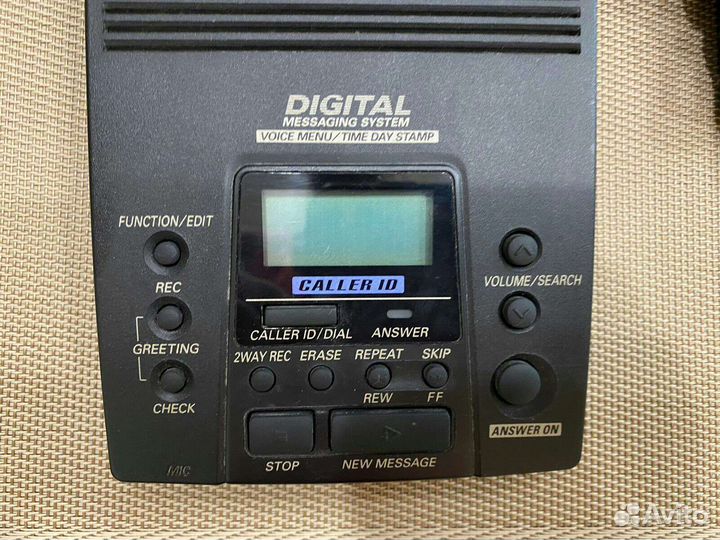 DIGITAL
MESSAGING SYSTEM
VOICE MENU/TIME DAY STAMP
FUNCTION/EDIT
REC
GREETING
CHECK
MIC
CALLER ID
CALLER ID/DIAL
ANSWER
2WAY REC
ERASE
REPEAT
SKIP
REW
FF
STOP
NEW MESSAGE
VOLUME/SEARCH
ANSWER ON
Avito